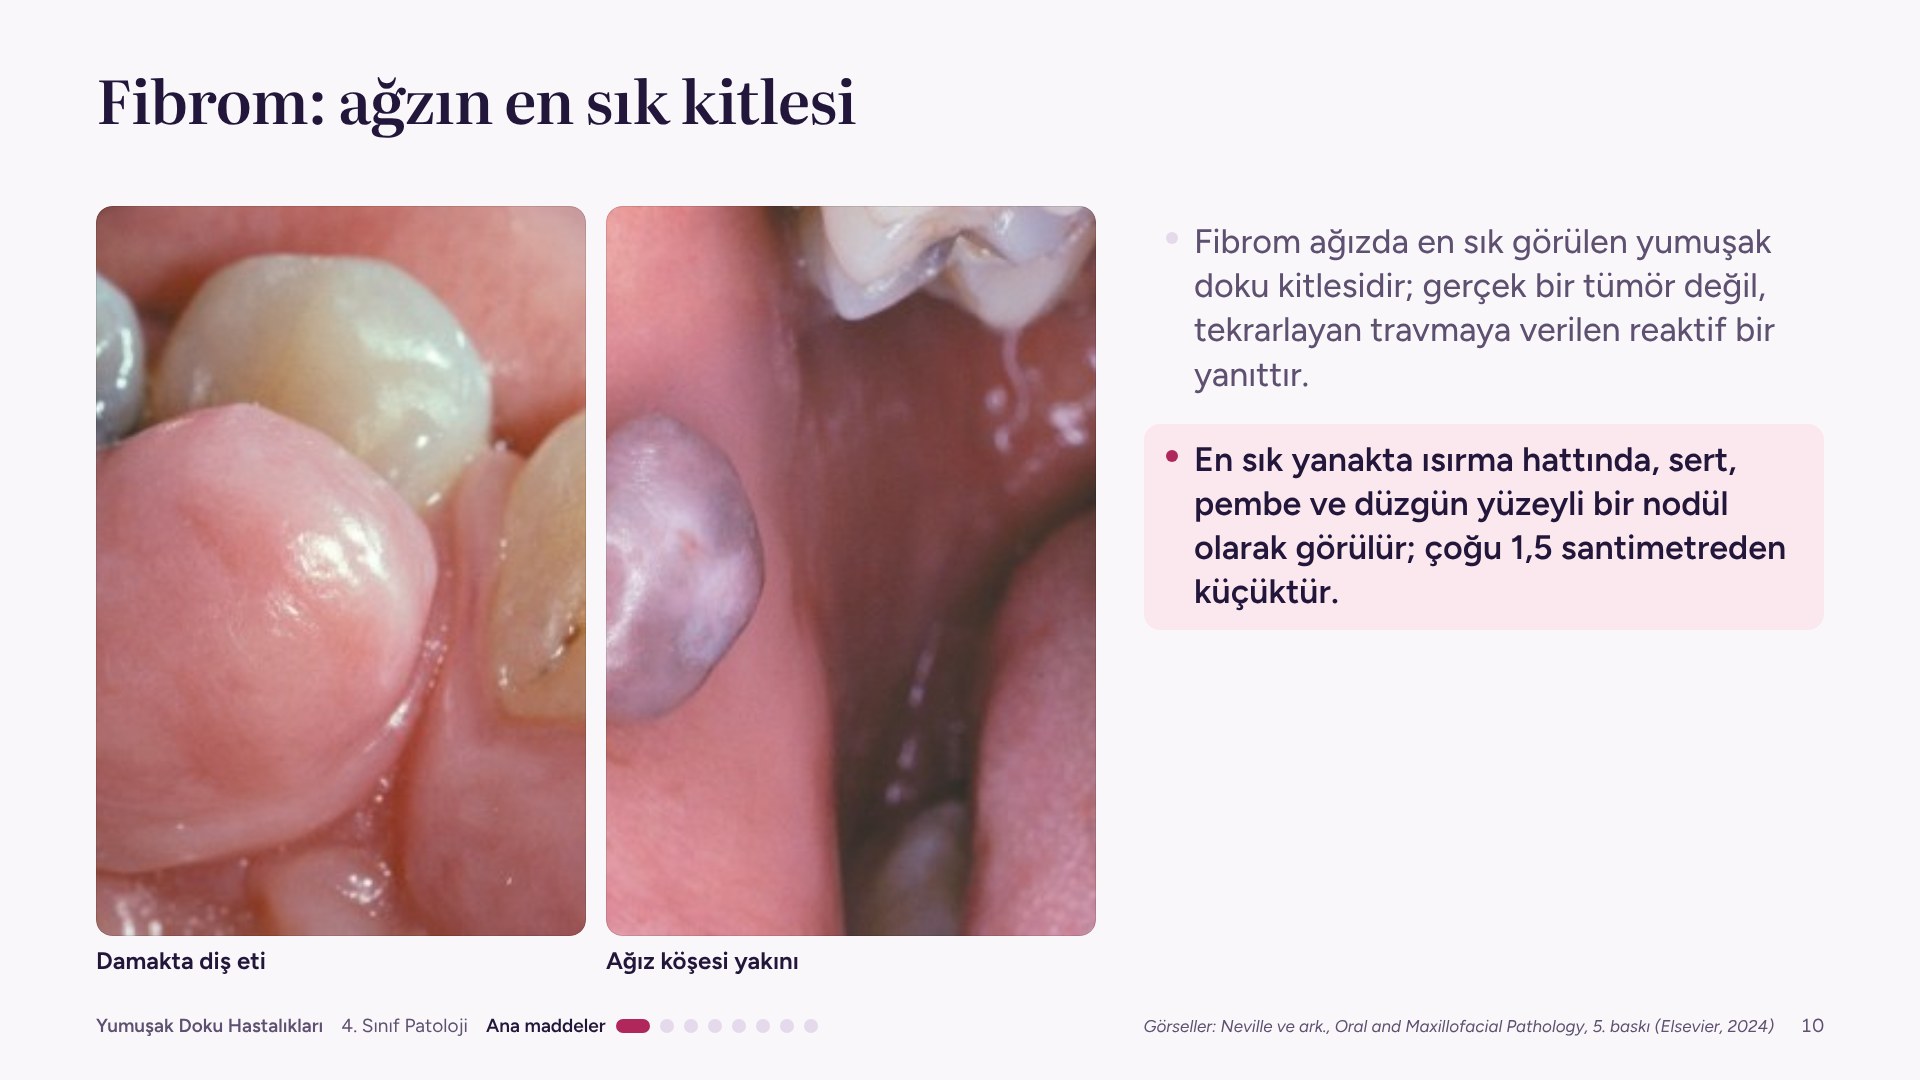 Fibrom: ağzın en sık kitlesi
Fibrom ağızda en sık görülen yumuşak
doku kitlesidir; gerçek bir tümör değil,
tekrarlayan travmaya verilen reaktif bir
yanıttır.
En sık yanakta ısırma hattında, sert,
pembe ve düzgün yüzeyli bir nodül
olarak görülür; çoğu 1,5 santimetreden
küçüktür.
Damakta diş eti
Ağız köşesi yakını
Yumuşak Doku Hastalıkları 4. Sınıf Patoloji Ana maddeler
Görseller: Neville ve ark., Oral and Maxillofacial Pathology, 5. baskı (Elsevier, 2024) 10